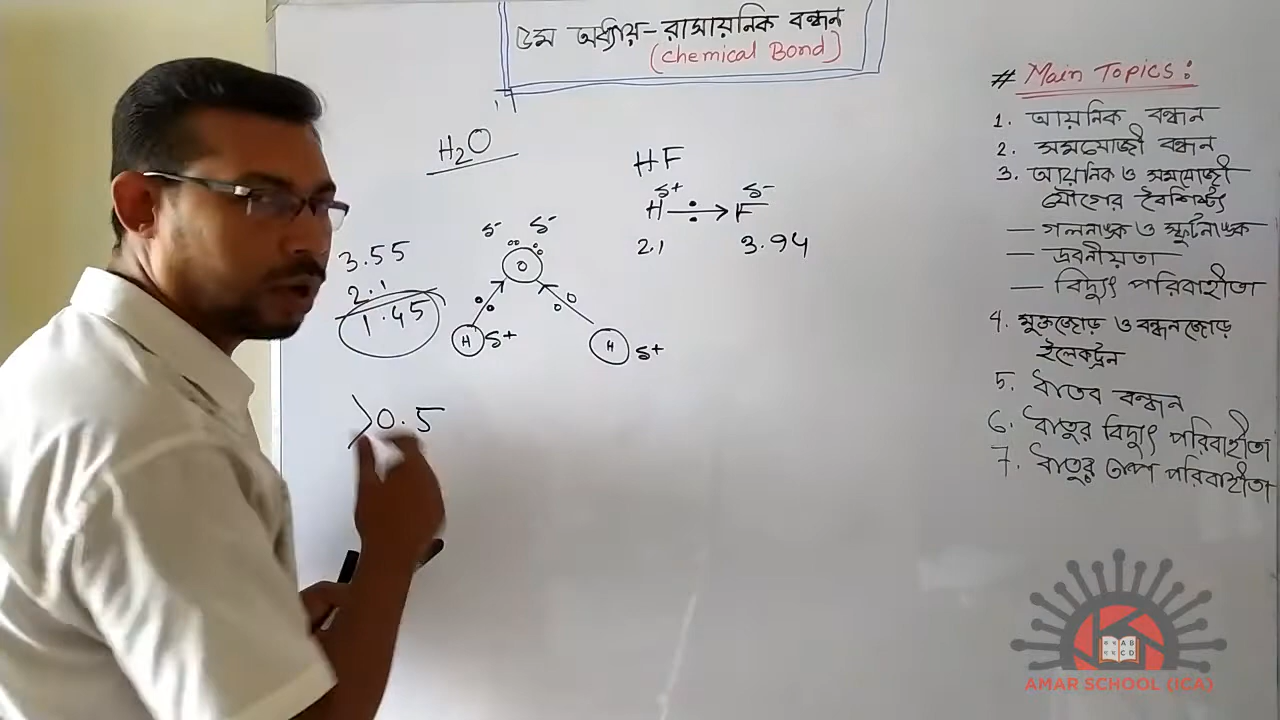 ৫ম অধ্যায়-রাসায়নিক বন্ধন
(Chemical Bond)
H₂O
HF
δ+ δ-
H F
2.1 3.94
δ- δ-
O
H δ+
H δ+
3.55
2.1
1.45
>0.5
# Main Topics:
1. আয়নিক বন্ধন
2. সমযোজী বন্ধন
3. আয়নিক ও সমযোজী
যৌগের বৈশিষ্ট্য
— গলনাঙ্ক ও স্ফুটনাঙ্ক
— দ্রবনীয়তা
— বিদ্যুৎ পরিবাহীতা
4. মুক্তজোড় ও বন্ধনজোড়
ইলেকট্রন
5. ধাতব বন্ধন
6. ধাতুর বিদ্যুৎ পরিবাহীতা
7. ধাতুর তাপ পরিবাহীতা
AMAR SCHOOL (ICA)